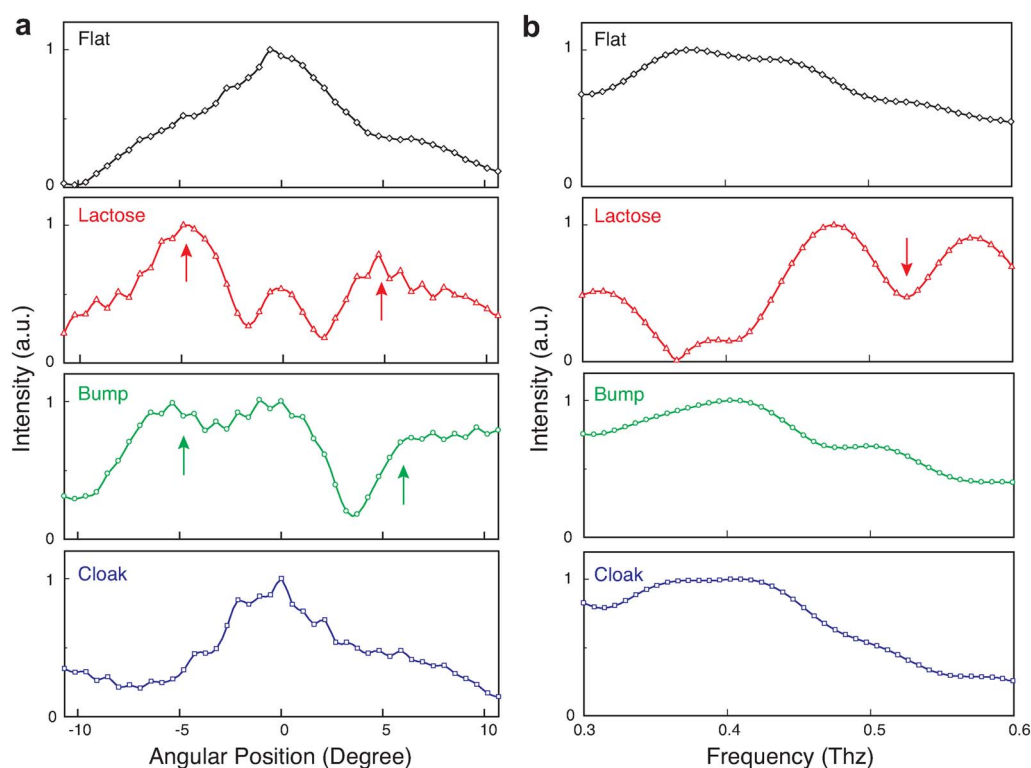 a
Flat
1
0
Lactose
1
0
Bump
1
0
Cloak
1
0
Intensity (a.u.)
-10 -5 0 5 10
Angular Position (Degree)
b
Flat
1
0
Lactose
1
0
Bump
1
0
Cloak
1
0
Intensity (a.u.)
0.3 0.4 0.5 0.6
Frequency (Thz)